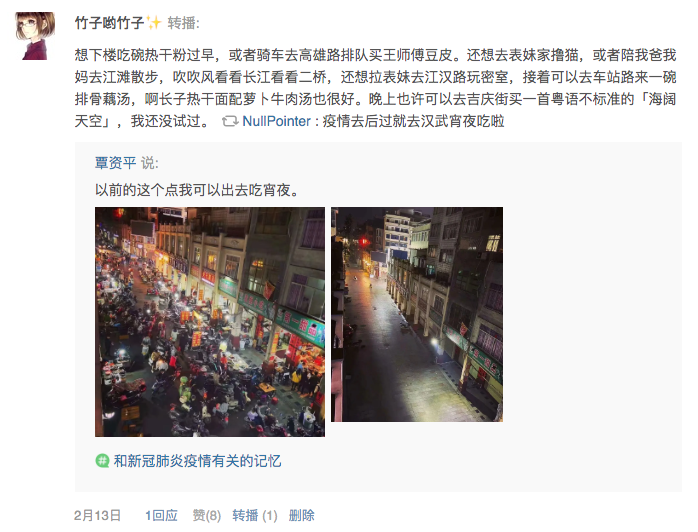 竹子哟竹子✨ 转播:
想下楼吃碗热干粉过早，或者骑车去高雄路排队买王师傅豆皮。还想去表妹家撸猫，或者陪我爸我
妈去江滩散步，吹吹风看看长江看看二桥，还想拉表妹去江汉路玩密室，接着可以去车站路来一碗
排骨藕汤，啊长子热干面配萝卜牛肉汤也很好。晚上也许可以去吉庆街买一首粤语不标准的「海阔
天空」，我还没试过。 NullPointer : 疫情去后过就去汉武宵夜吃啦
覃资平 说:
以前的这个点我可以出去吃宵夜。
# 和新冠肺炎疫情有关的记忆
2月13日 1回应 赞(8) 转播 (1) 删除